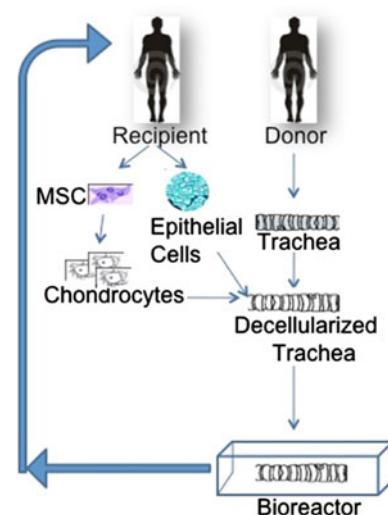 Recipient
Donor
MSC
Epithelial
Cells
Trachea
Chondrocytes
Decellularized
Trachea
Bioreactor